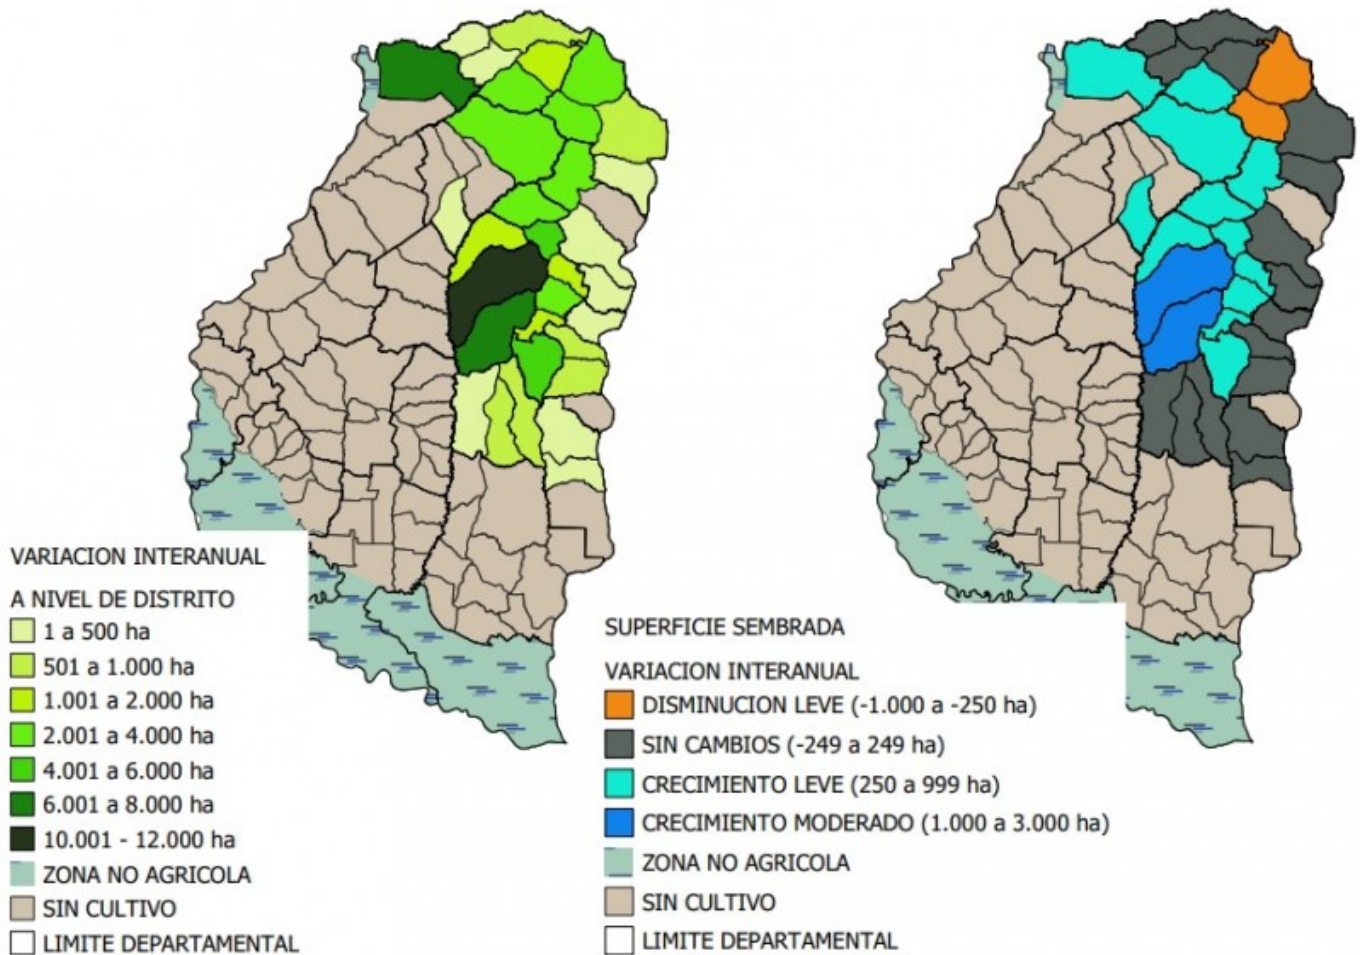 VARIACION INTERANUAL
A NIVEL DE DISTRITO
1 a 500 ha
501 a 1.000 ha
1.001 a 2.000 ha
2.001 a 4.000 ha
4.001 a 6.000 ha
6.001 a 8.000 ha
10.001 - 12.000 ha
ZONA NO AGRICOLA
SIN CULTIVO
LIMITE DEPARTAMENTAL
SUPERFICIE SEMBRADA
VARIACION INTERANUAL
DISMINUCION LEVE (-1.000 a -250 ha)
SIN CAMBIOS (-249 a 249 ha)
CRECIMIENTO LEVE (250 a 999 ha)
CRECIMIENTO MODERADO (1.000 a 3.000 ha)
ZONA NO AGRICOLA
SIN CULTIVO
LIMITE DEPARTAMENTAL